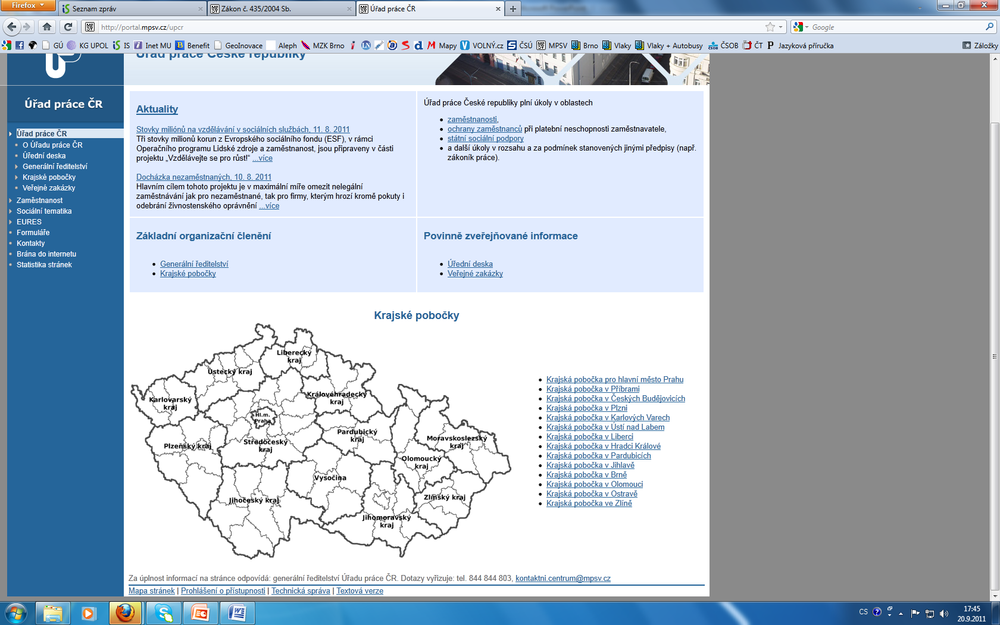 Firefox
Seznam zpráv
Zákon č. 435/2004 Sb.
Úřad práce ČR
http://portal.mpsv.cz/upcr
Google
GÚ
KG UPOL
IS
Inet MU
Benefit
GeoInovace
Aleph
MZK Brno
Mapy
VOLNÝ.cz
ČSÚ
MPSV
Brno
Vlaky
Vlaky + Autobusy
ČSOB
ČT
Jazyková příručka
Záložky
Úřad práce České republiky
Úřad práce ČR
Úřad práce ČR
O Úřadu práce ČR
Úřední deska
Generální ředitelství
Krajské pobočky
Veřejné zakázky
Zaměstnanost
Sociální tematika
EURES
Formuláře
Kontakty
Brána do internetu
Statistika stránek
Aktuality
Stovky miliónů na vzdělávání v sociálních službách, 11. 8. 2011
Tři stovky milionů korun z Evropského sociálního fondu (ESF), v rámci
Operačního programu Lidské zdroje a zaměstnanost, jsou připraveny v části
projektu „Vzdělávejte se pro růst!“ ...více
Docházka nezaměstnaných, 10. 8. 2011
Hlavním cílem tohoto projektu je v maximální míře omezit nelegální
zaměstnávání jak pro nezaměstnané, tak pro firmy, kterým hrozí kromě pokuty i
odebrání živnostenského oprávnění ...více
Úřad práce České republiky plní úkoly v oblastech
zaměstnanosti,
ochrany zaměstnanců při platební neschopnosti zaměstnavatele,
státní sociální podpory
a další úkoly v rozsahu a za podmínek stanovených jinými předpisy (např.
zákoník práce).
Základní organizační členění
Generální ředitelství
Krajské pobočky
Povinně zveřejňované informace
Úřední deska
Veřejné zakázky
Krajské pobočky
Liberecký
kraj
Ústecký kraj
Karlovarský
kraj
Královéhradecký
kraj
Hl.m.
Praha
Pardubický
kraj
Plzeňský kraj
Středočeský
kraj
Moravskoslezský
kraj
Olomoucký
kraj
Vysočina
Jihočeský kraj
Zlínský kraj
Jihomoravský
kraj
Krajská pobočka pro hlavní město Prahu
Krajská pobočka v Příbrami
Krajská pobočka v Českých Budějovicích
Krajská pobočka v Plzni
Krajská pobočka v Karlových Varech
Krajská pobočka v Ústí nad Labem
Krajská pobočka v Liberci
Krajská pobočka v Hradci Králové
Krajská pobočka v Pardubicích
Krajská pobočka v Jihlavě
Krajská pobočka v Brně
Krajská pobočka v Olomouci
Krajská pobočka v Ostravě
Krajská pobočka ve Zlíně
Za úplnost informací na stránce odpovídá: generální ředitelství Úřadu práce ČR. Dotazy vyřizuje: tel. 844 844 803, kontaktni.centrum@mpsv.cz
Mapa stránek | Prohlášení o přístupnosti | Technická správa | Textová verze
CS
17:45
20.9.2011